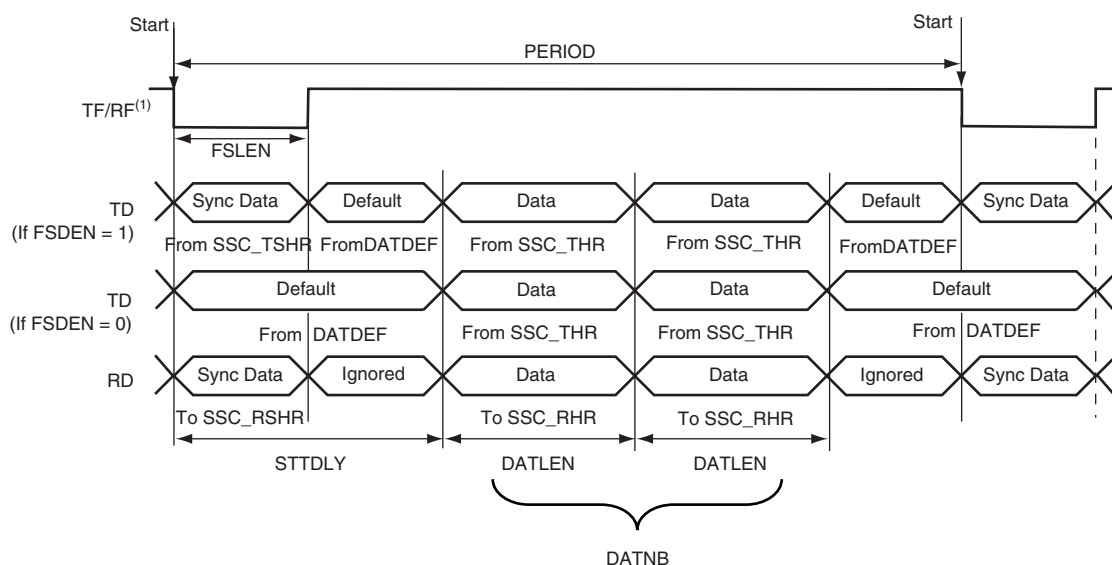 Start
Start
PERIOD
TF/RF(1)
FSLEN
TD
(If FSDEN = 1)
Sync Data
Default
Data
Data
Default
Sync Data
From SSC_TSHR
FromDATDEF
From SSC_THR
From SSC_THR
FromDATDEF
TD
(If FSDEN = 0)
Default
Data
Data
Default
From DATDEF
From SSC_THR
From SSC_THR
From DATDEF
RD
Sync Data
Ignored
Data
Data
Ignored
Sync Data
To SSC_RSHR
To SSC_RHR
To SSC_RHR
STTDLY
DATLEN
DATLEN
DATNB